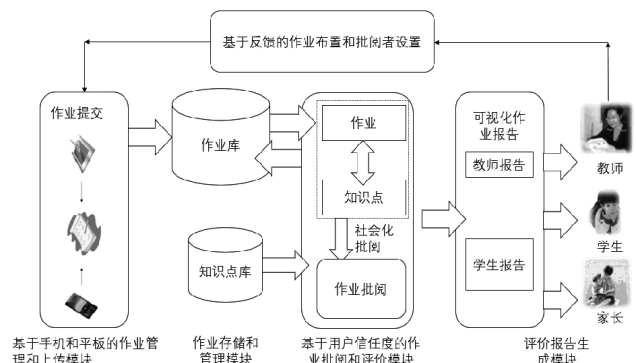 基于反馈的作业布置和批阅者设置
作业提交
作业库
知识点库
作业
知识点
社会化
批阅
作业批阅
可视化作
业报告
教师报告
学生报告
教师
学生
家长
基于手机和平板的作业管
理和上传模块
作业存储和
管理模块
基于用户信任度的作
业批阅和评价模块
评价报告生
成模块